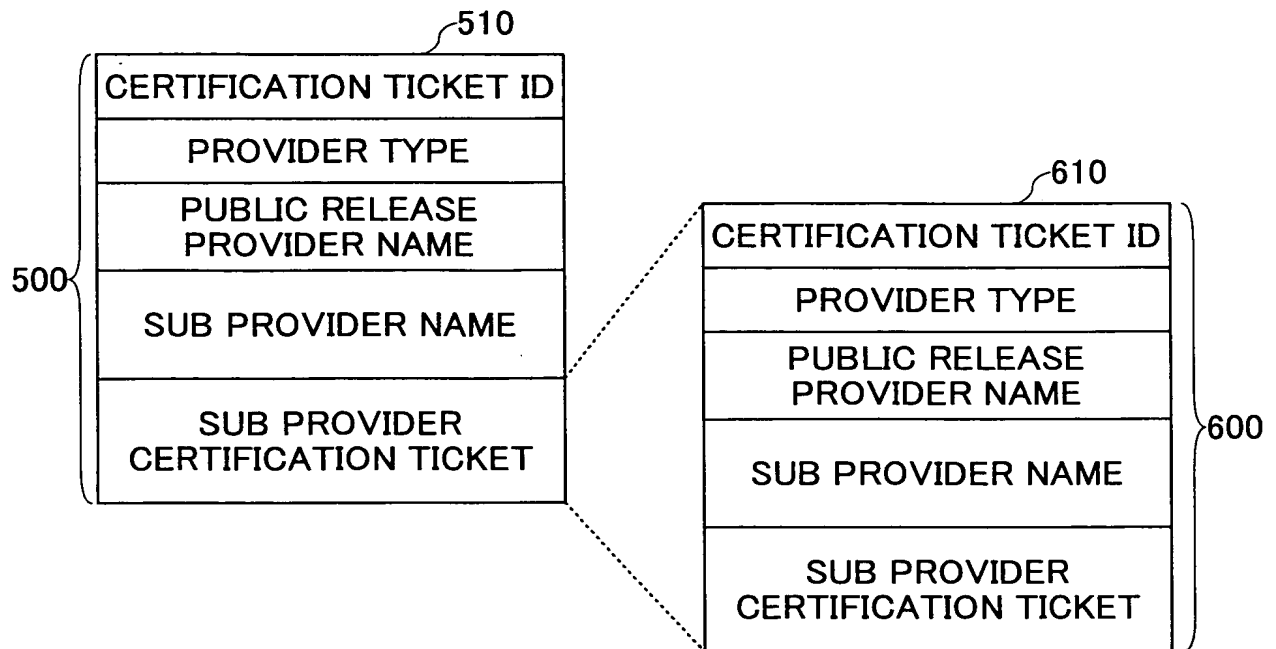 510
CERTIFICATION TICKET ID
PROVIDER TYPE
PUBLIC RELEASE
PROVIDER NAME
500
SUB PROVIDER NAME
SUB PROVIDER
CERTIFICATION TICKET
610
CERTIFICATION TICKET ID
PROVIDER TYPE
PUBLIC RELEASE
PROVIDER NAME
600
SUB PROVIDER NAME
SUB PROVIDER
CERTIFICATION TICKET